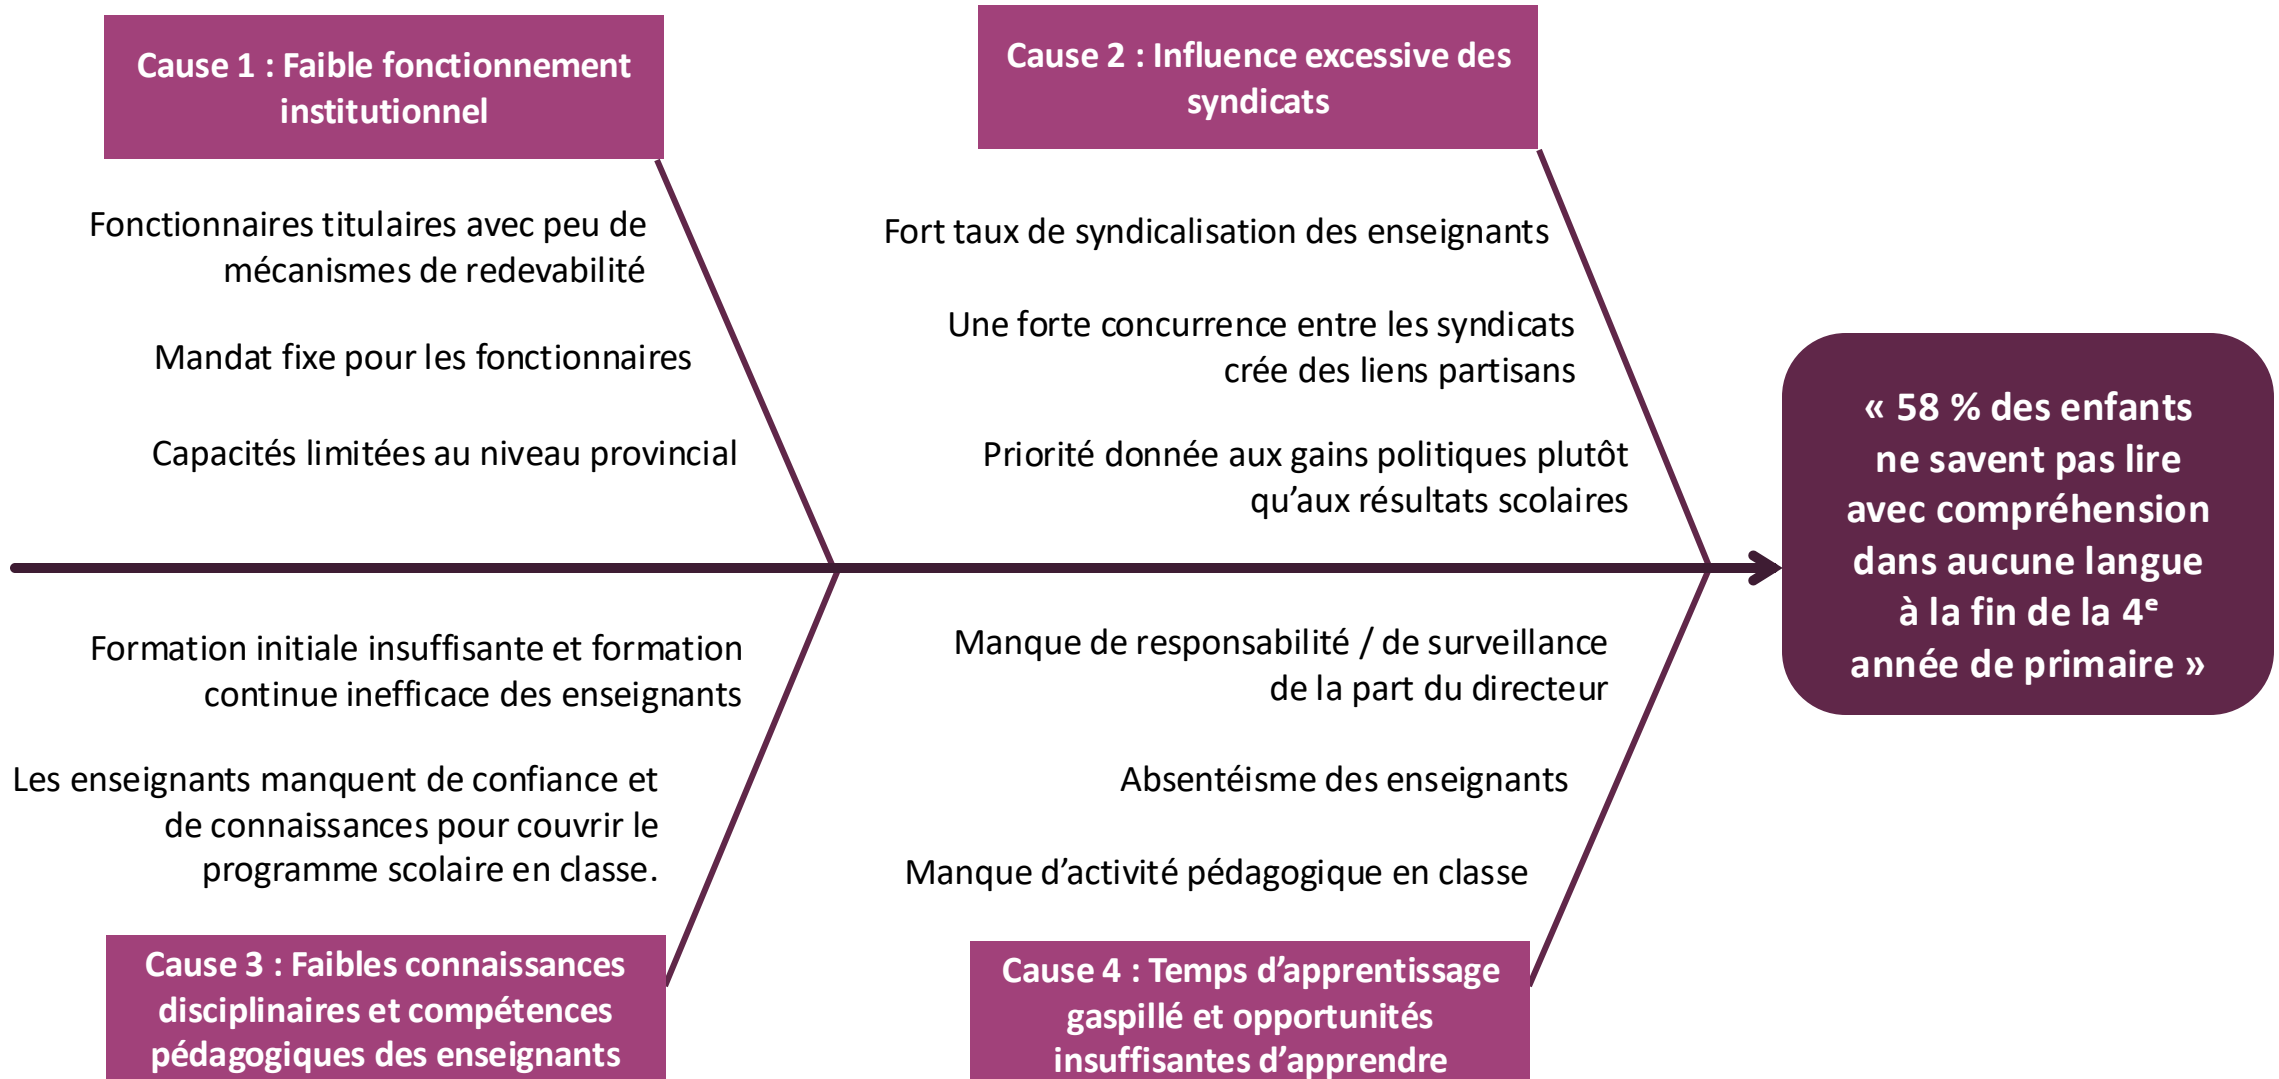 Cause 1 : Faible fonctionnement
institutionnel
Fonctionnaires titulaires avec peu de
mécanismes de redevabilité
Mandat fixe pour les fonctionnaires
Capacités limitées au niveau provincial
Cause 2 : Influence excessive des
syndicats
Fort taux de syndicalisation des enseignants
Une forte concurrence entre les syndicats
crée des liens partisans
Priorité donnée aux gains politiques plutôt
qu’aux résultats scolaires
Formation initiale insuffisante et formation
continue inefficace des enseignants
Les enseignants manquent de confiance et
de connaissances pour couvrir le
programme scolaire en classe.
Cause 3 : Faibles connaissances
disciplinaires et compétences
pédagogiques des enseignants
Manque de responsabilité / de surveillance
de la part du directeur
Absentéisme des enseignants
Manque d’activité pédagogique en classe
Cause 4 : Temps d’apprentissage
gaspillé et opportunités
insuffisantes d’apprendre
« 58 % des enfants
ne savent pas lire
avec compréhension
dans aucune langue
à la fin de la 4ᵉ
année de primaire »